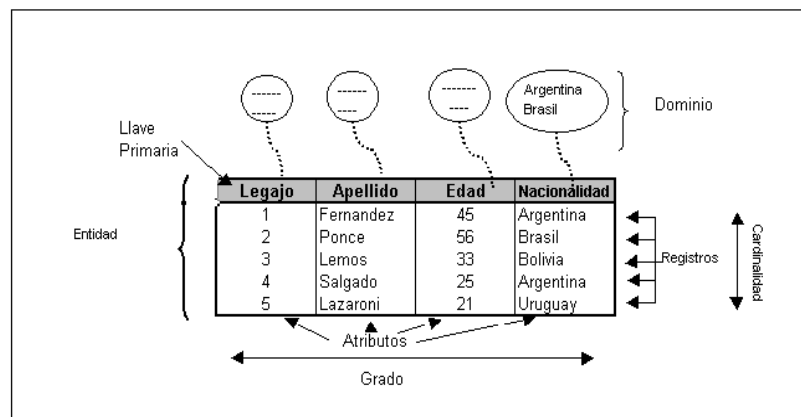 Argentina
Brasil
Dominio
Llave
Primaria
Legajo Apellido Edad Nacionalidad
Entidad
1 Fernandez 45 Argentina
2 Ponce 56 Brasil
3 Lemos 33 Bolivia
4 Salgado 25 Argentina
5 Lazaroni 21 Uruguay
Registros
Cardinalidad
Atributos
Grado